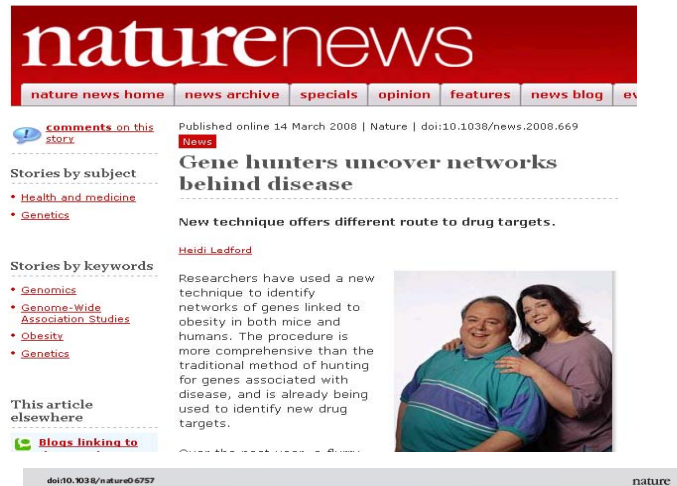 naturenews
nature news home
news archive
specials
opinion
features
news blog
comments on this
story
Stories by subject
Health and medicine
Genetics
Stories by keywords
Genomics
Genome-Wide
Association Studies
Obesity
Genetics
This article
elsewhere
Blogs linking to
Published online 14 March 2008 | Nature | doi:10.1038/news.2008.669
News
Gene hunters uncover networks
behind disease
New technique offers different route to drug targets.
Heidi Ledford
Researchers have used a new
technique to identify
networks of genes linked to
obesity in both mice and
humans. The procedure is
more comprehensive than the
traditional method of hunting
for genes associated with
disease, and is already being
used to identify new drug
targets.
doi:10.1038/nature06757
nature